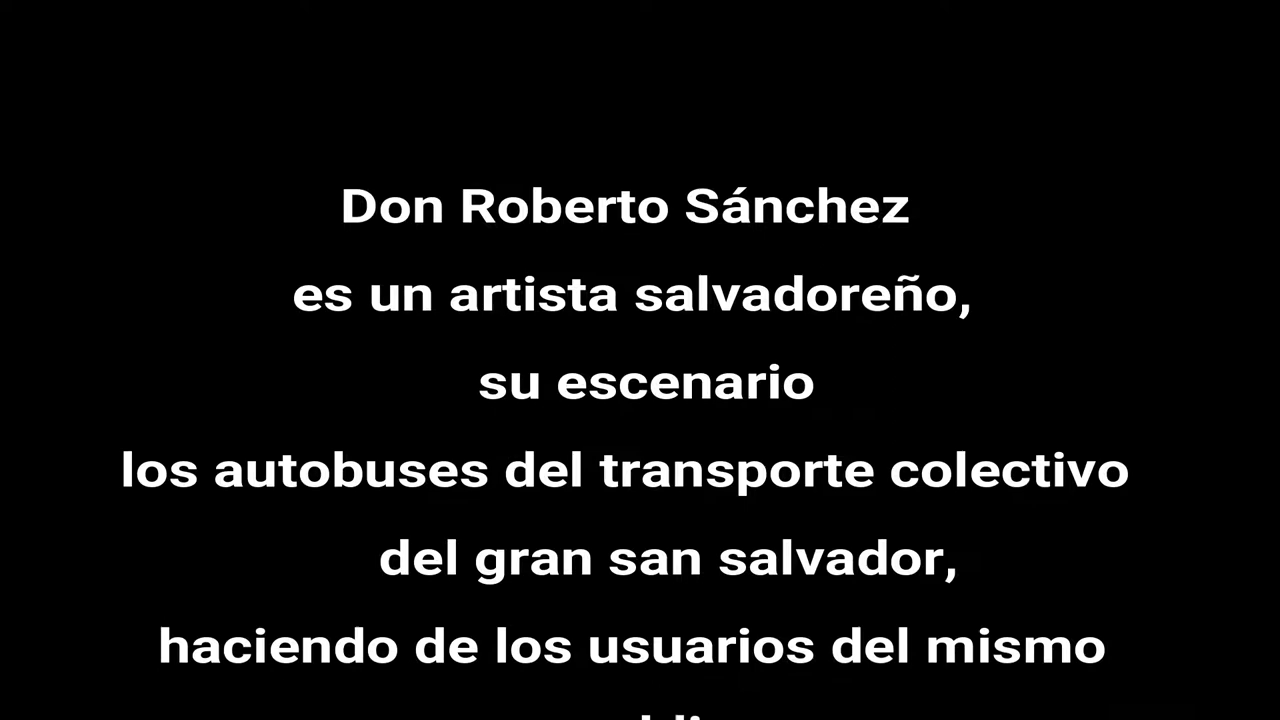 Don Roberto Sánchez
es un artista salvadoreño,
su escenario
los autobuses del transporte colectivo
del gran san salvador,
haciendo de los usuarios del mismo